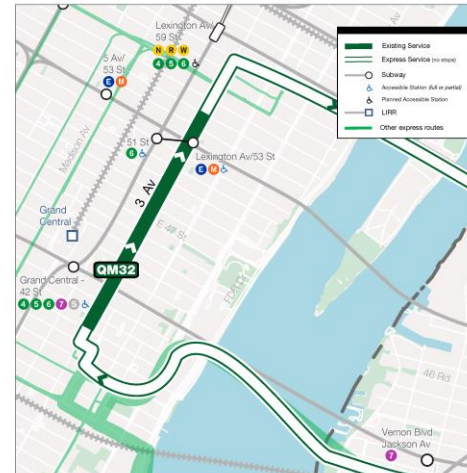 Lexington Av/
59 St
N R W
4 5 6
5 Av/
53 St
E M
Madison Av
51 St
6
Lexington Av/53 St
E M
3 Av
Grand
Central
E 47 St
FDR Dr
QM32
Grand Central -
42 St
4 5 6 7 S
46 Rd
Vernon Blvd
Jackson Av
7
Existing Service
Express Service (no stops)
Subway
Accessible Station (full or partial)
Planned Accessible Station
LIRR
Other express routes